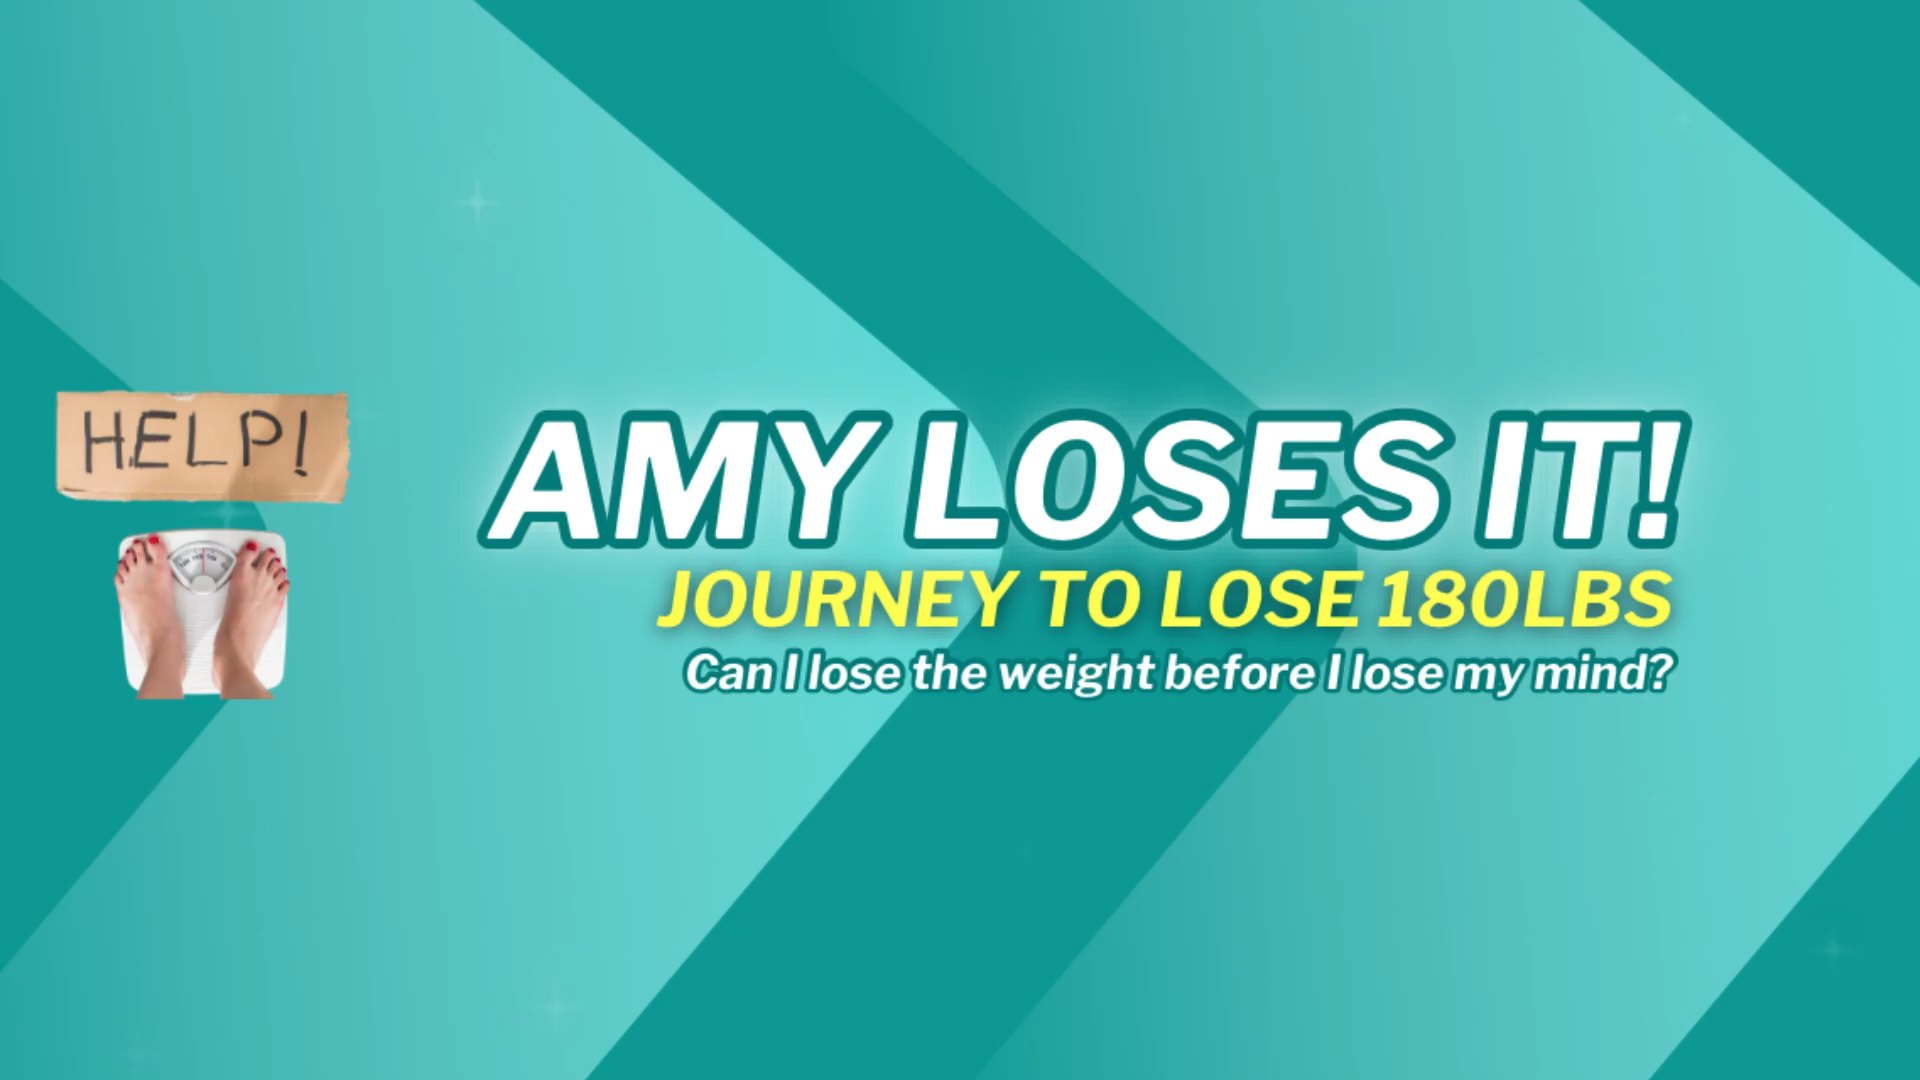 HELP!
AMY LOSES IT!
JOURNEY TO LOSE 180LBS
Can I lose the weight before I lose my mind?